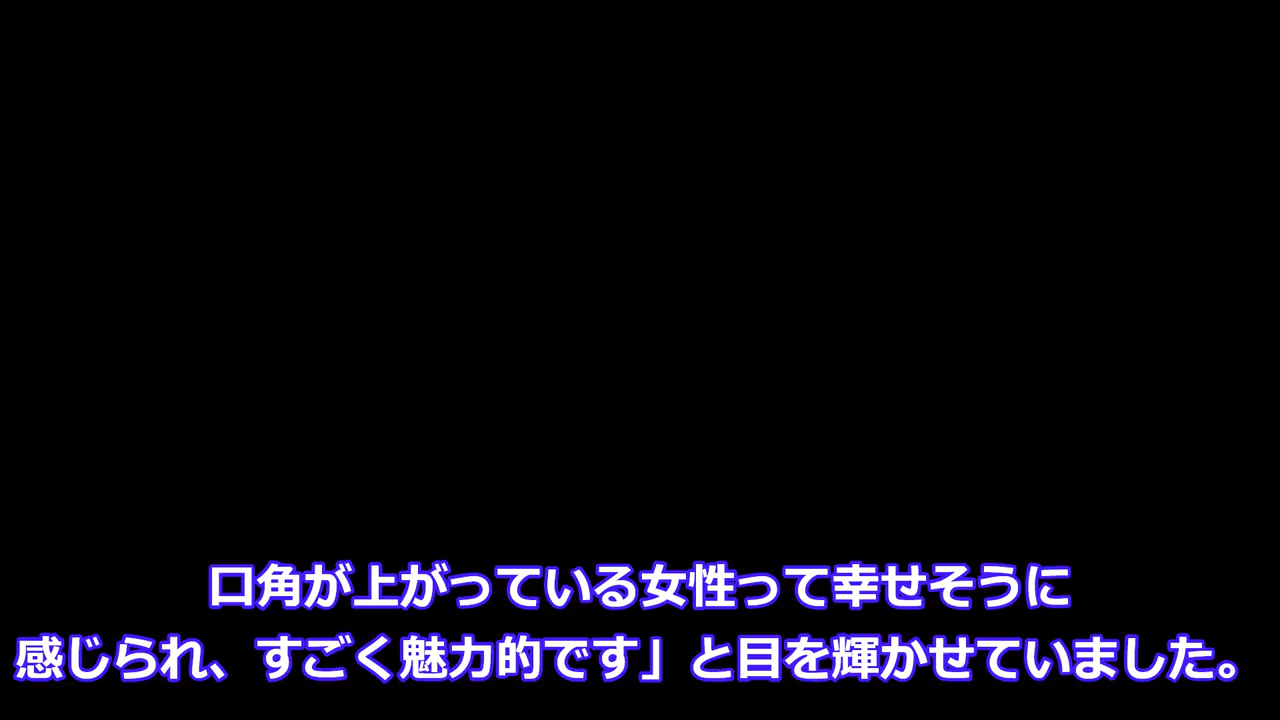 口角が上がっている女性って幸せそうに
感じられ、すごく魅力的です」と目を輝かせていました。